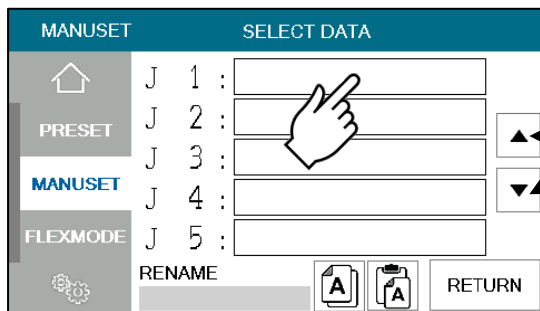 MANUSET SELECT DATA
J 1 :
PRESET J 2 :
J 3 :
MANUSET J 4 :
FLEXMODE J 5 :
RENAME A A RETURN